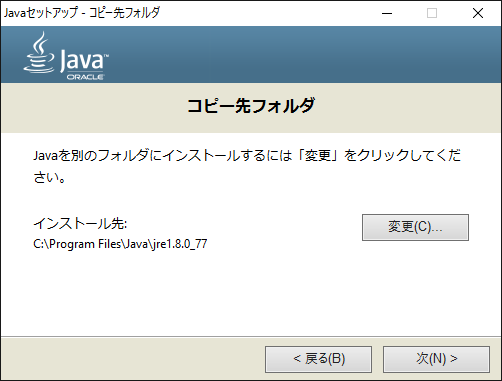 Javaセットアップ - コピー先フォルダ
Java™
ORACLE
コピー先フォルダ
Javaを別のフォルダにインストールするには「変更」をクリックしてくだ
さい。
インストール先:
変更(C)...
C:\Program Files\Java\jre1.8.0_77
< 戻る(B)
次(N) >